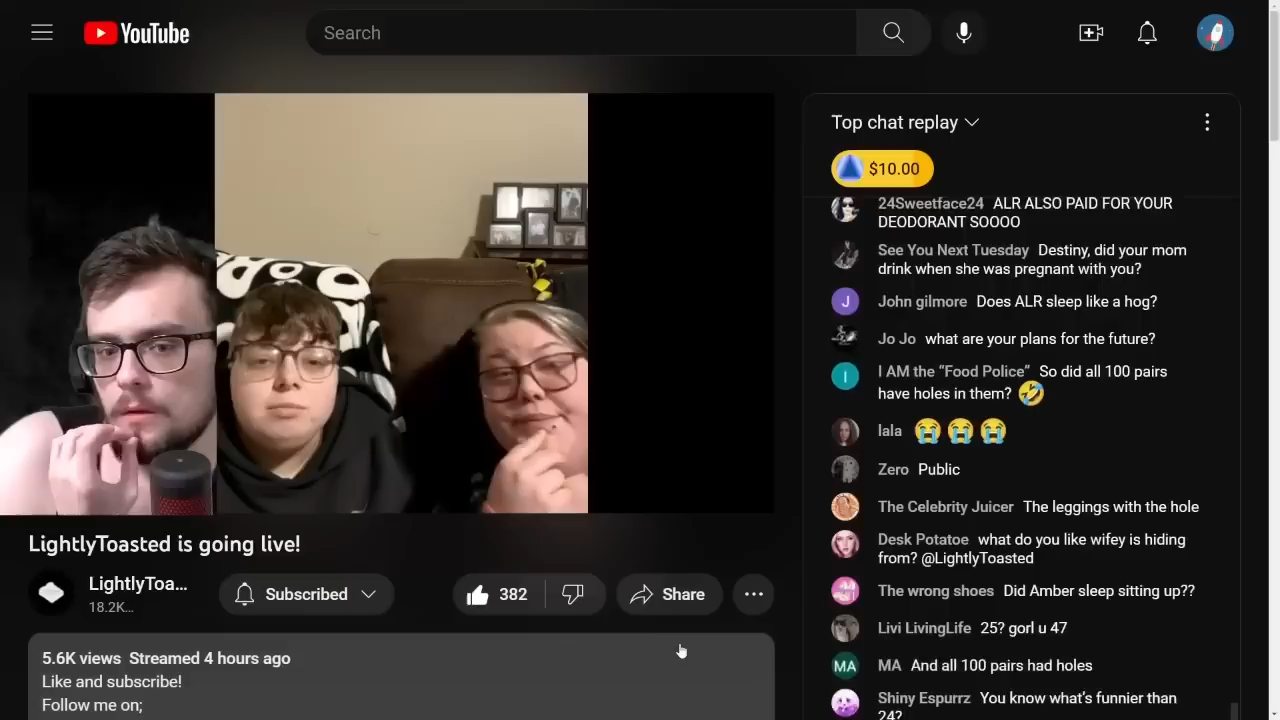 YouTube
Search
Top chat replay
$10.00
24Sweetface24 ALR ALSO PAID FOR YOUR
DEODORANT SOOOO
See You Next Tuesday Destiny, did your mom
drink when she was pregnant with you?
J
John gilmore Does ALR sleep like a hog?
Jo Jo what are your plans for the future?
I
I AM the “Food Police” So did all 100 pairs
have holes in them? 🤣
lala 😭 😭 😭
Zero Public
The Celebrity Juicer The leggings with the hole
Desk Potatoe what do you like wifey is hiding
from? @LightlyToasted
The wrong shoes Did Amber sleep sitting up??
Livi LivingLife 25? gorl u 47
MA
MA And all 100 pairs had holes
Shiny Espurrz You know what's funnier than
24?
LightlyToasted is going live!
LightlyToa...
18.2K...
Subscribed
382
Share
5.6K views Streamed 4 hours ago
Like and subscribe!
Follow me on;